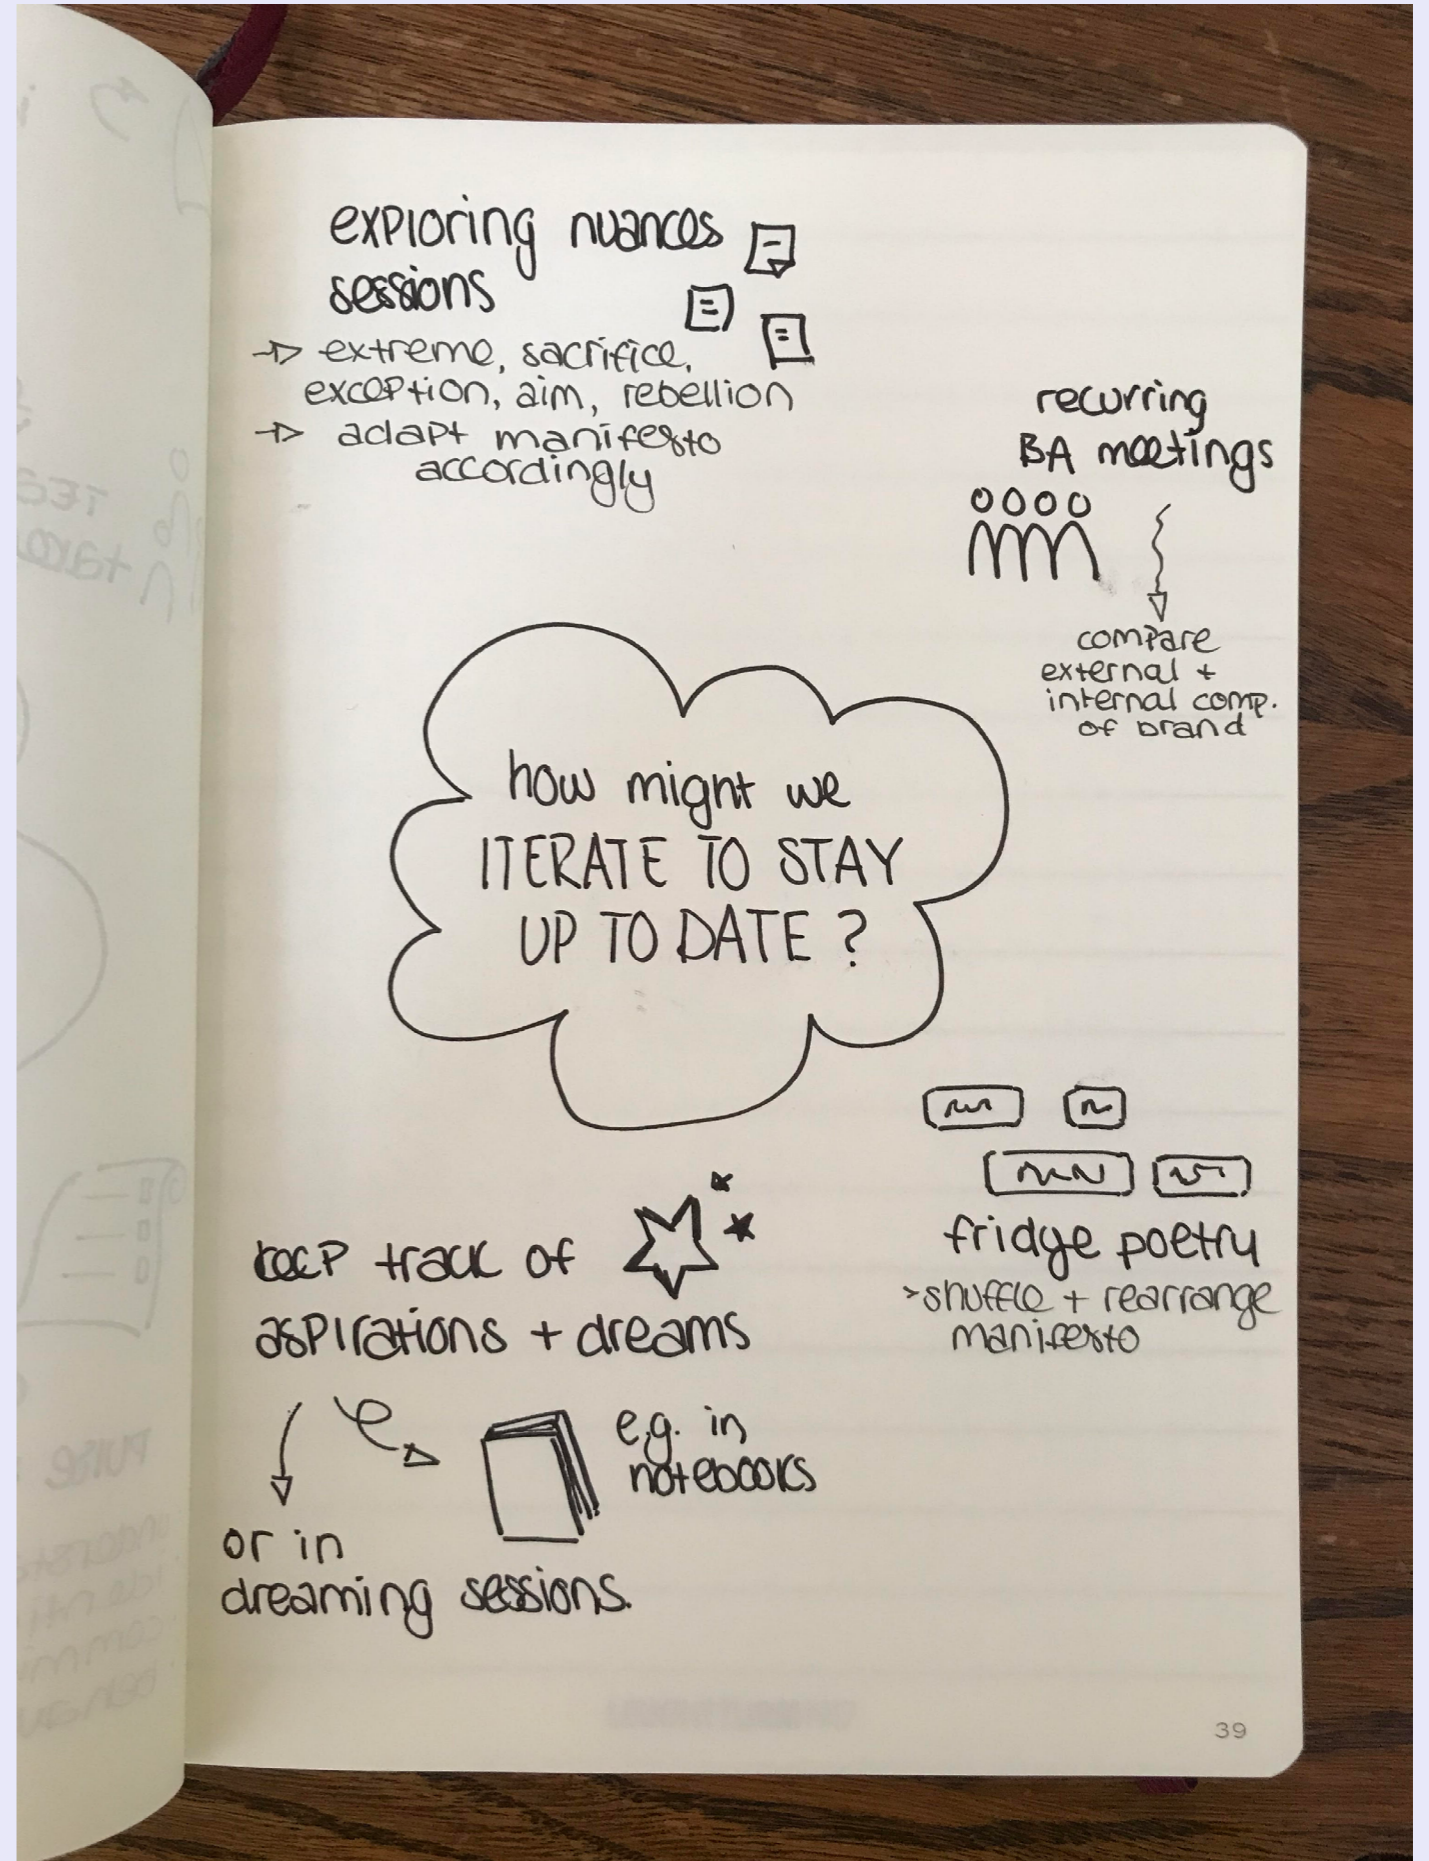 exploring nuances
sessions
extreme, sacrifice,
exception, aim, rebellion
adapt manifesto
accordingly
recurring
BA meetings
compare
external +
internal comp.
of brand
how might we
ITERATE TO STAY
UP TO DATE ?
fridge poetry
shuffle + rearrange
manifesto
keep track of
aspirations + dreams
e.g. in
notebooks
or in
dreaming sessions.
39